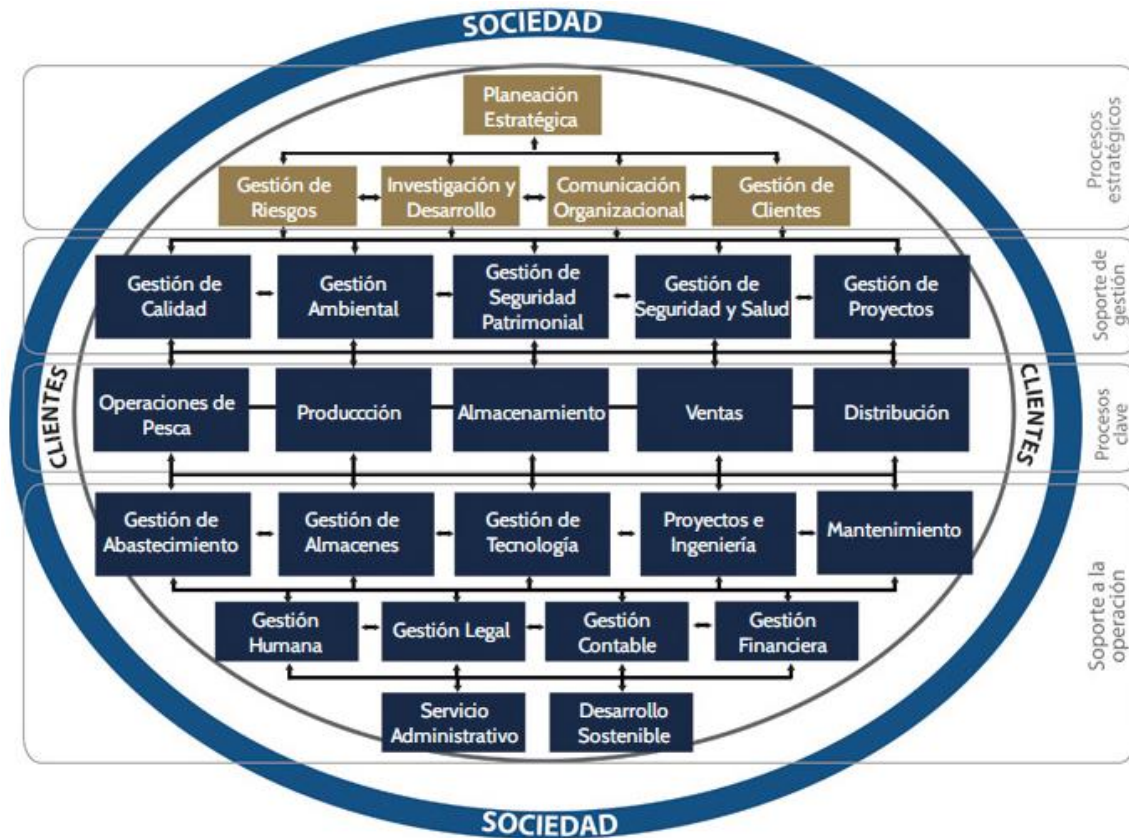 SOCIEDAD
Planeación
Estratégica
Procesos
estratégicos
Gestión de
Riesgos
Investigación y
Desarrollo
Comunicación
Organizacional
Gestión de
Clientes
Soporte de
gestión
Gestión de
Calidad
Gestión
Ambiental
Gestión de
Seguridad
Patrimonial
Gestión de
Seguridad y Salud
Gestión de
Proyectos
CLIENTES
CLIENTES
Procesos
clave
Operaciones de
Pesca
Produccción
Almacenamiento
Ventas
Distribución
Soporte a la
operación
Gestión de
Abastecimiento
Gestión de
Almacenes
Gestión de
Tecnología
Proyectos e
Ingeniería
Mantenimiento
Gestión
Humana
Gestión Legal
Gestión
Contable
Gestión
Financiera
Servicio
Administrativo
Desarrollo
Sostenible
SOCIEDAD